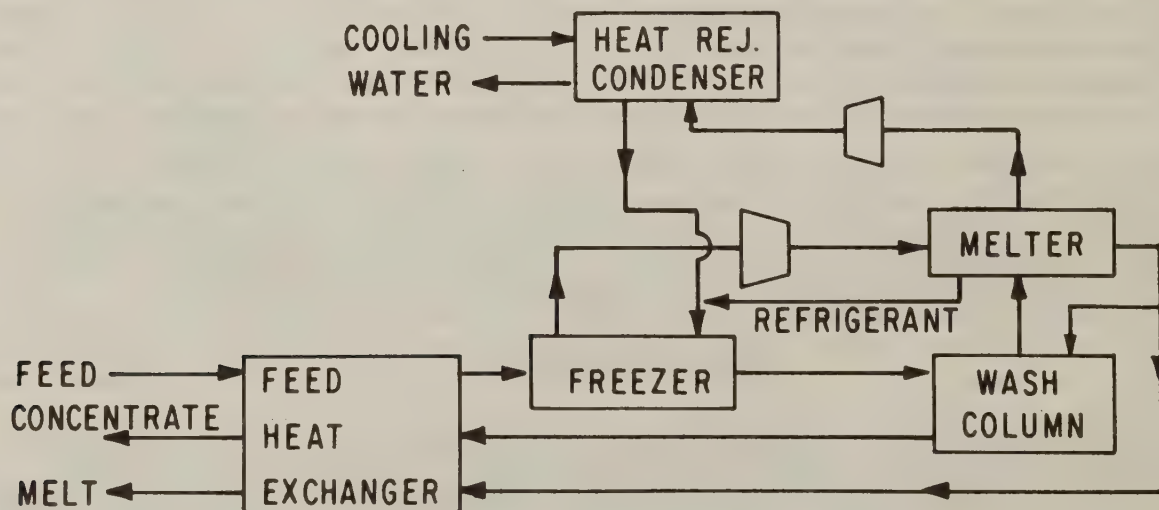 COOLING
WATER
HEAT REJ.
CONDENSER
MELTER
REFRIGERANT
FEED
CONCENTRATE
MELT
FEED
HEAT
EXCHANGER
FREEZER
WASH
COLUMN